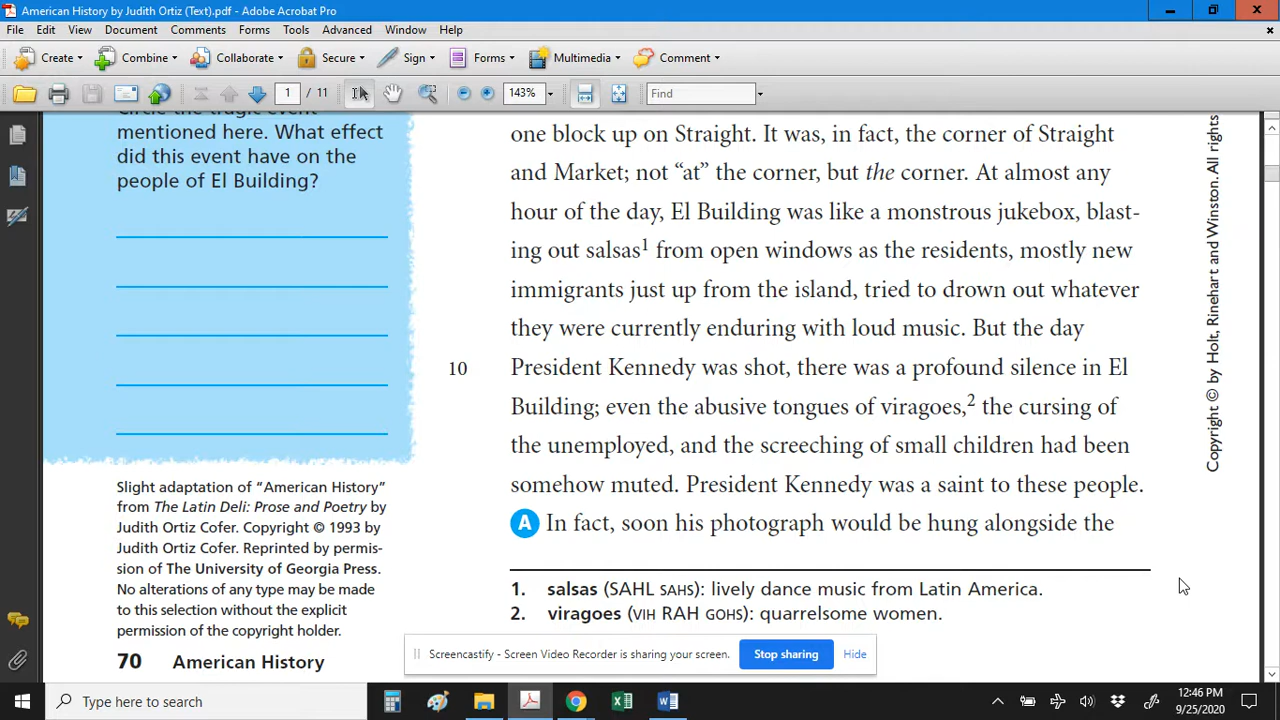 American History by Judith Ortiz (Text).pdf - Adobe Acrobat Pro
File Edit View Document Comments Forms Tools Advanced Window Help
Create Combine Collaborate Secure Sign Forms Multimedia Comment
1 / 11 143% Find
Circle the tragic event
mentioned here. What effect
did this event have on the
people of El Building?
one block up on Straight. It was, in fact, the corner of Straight
and Market; not “at” the corner, but the corner. At almost any
hour of the day, El Building was like a monstrous jukebox, blast-
ing out salsas1 from open windows as the residents, mostly new
immigrants just up from the island, tried to drown out whatever
they were currently enduring with loud music. But the day
10 President Kennedy was shot, there was a profound silence in El
Building; even the abusive tongues of viragoes,2 the cursing of
the unemployed, and the screeching of small children had been
somehow muted. President Kennedy was a saint to these people.
A In fact, soon his photograph would be hung alongside the
1. salsas (SAHL SAHS): lively dance music from Latin America.
2. viragoes (VIH RAH GOHS): quarrelsome women.
Slight adaptation of “American History”
from The Latin Deli: Prose and Poetry by
Judith Ortiz Cofer. Copyright © 1993 by
Judith Ortiz Cofer. Reprinted by permis-
sion of The University of Georgia Press.
No alterations of any type may be made
to this selection without the explicit
permission of the copyright holder.
70 American History
Copyright © by Holt, Rinehart and Winston. All rights
Screencastify - Screen Video Recorder is sharing your screen. Stop sharing Hide
Type here to search
12:46 PM
9/25/2020